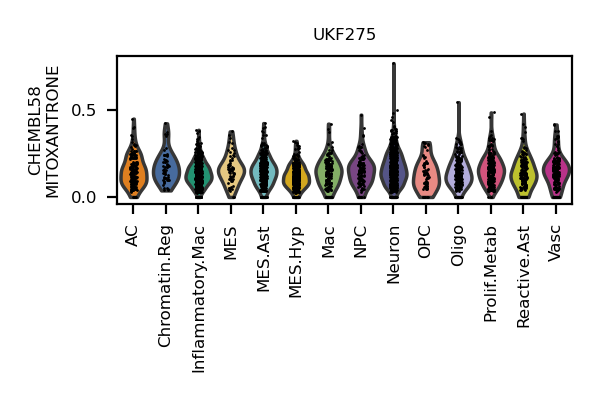 UKF275
CHEMBL58
MITOXANTRONE
0.5
0.0
AC
Chromatin.Reg
Inflammatory.Mac
MES
MES.Ast
MES.Hyp
Mac
NPC
Neuron
OPC
Oligo
Prolif.Metab
Reactive.Ast
Vasc